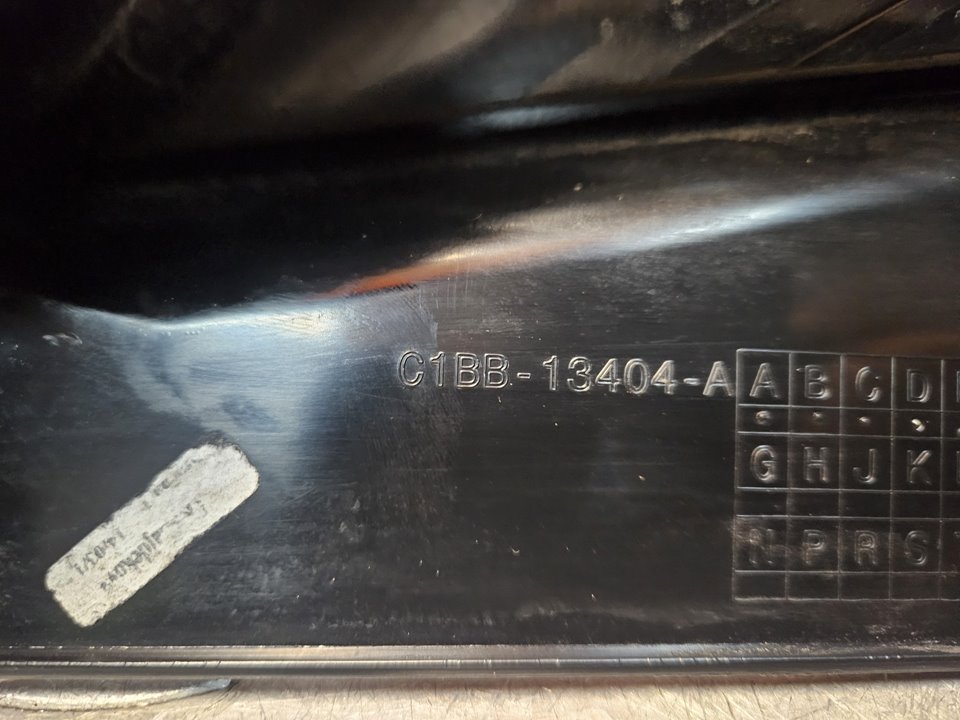 C1BB-13404-A
A B C D
G H J K
N P R S